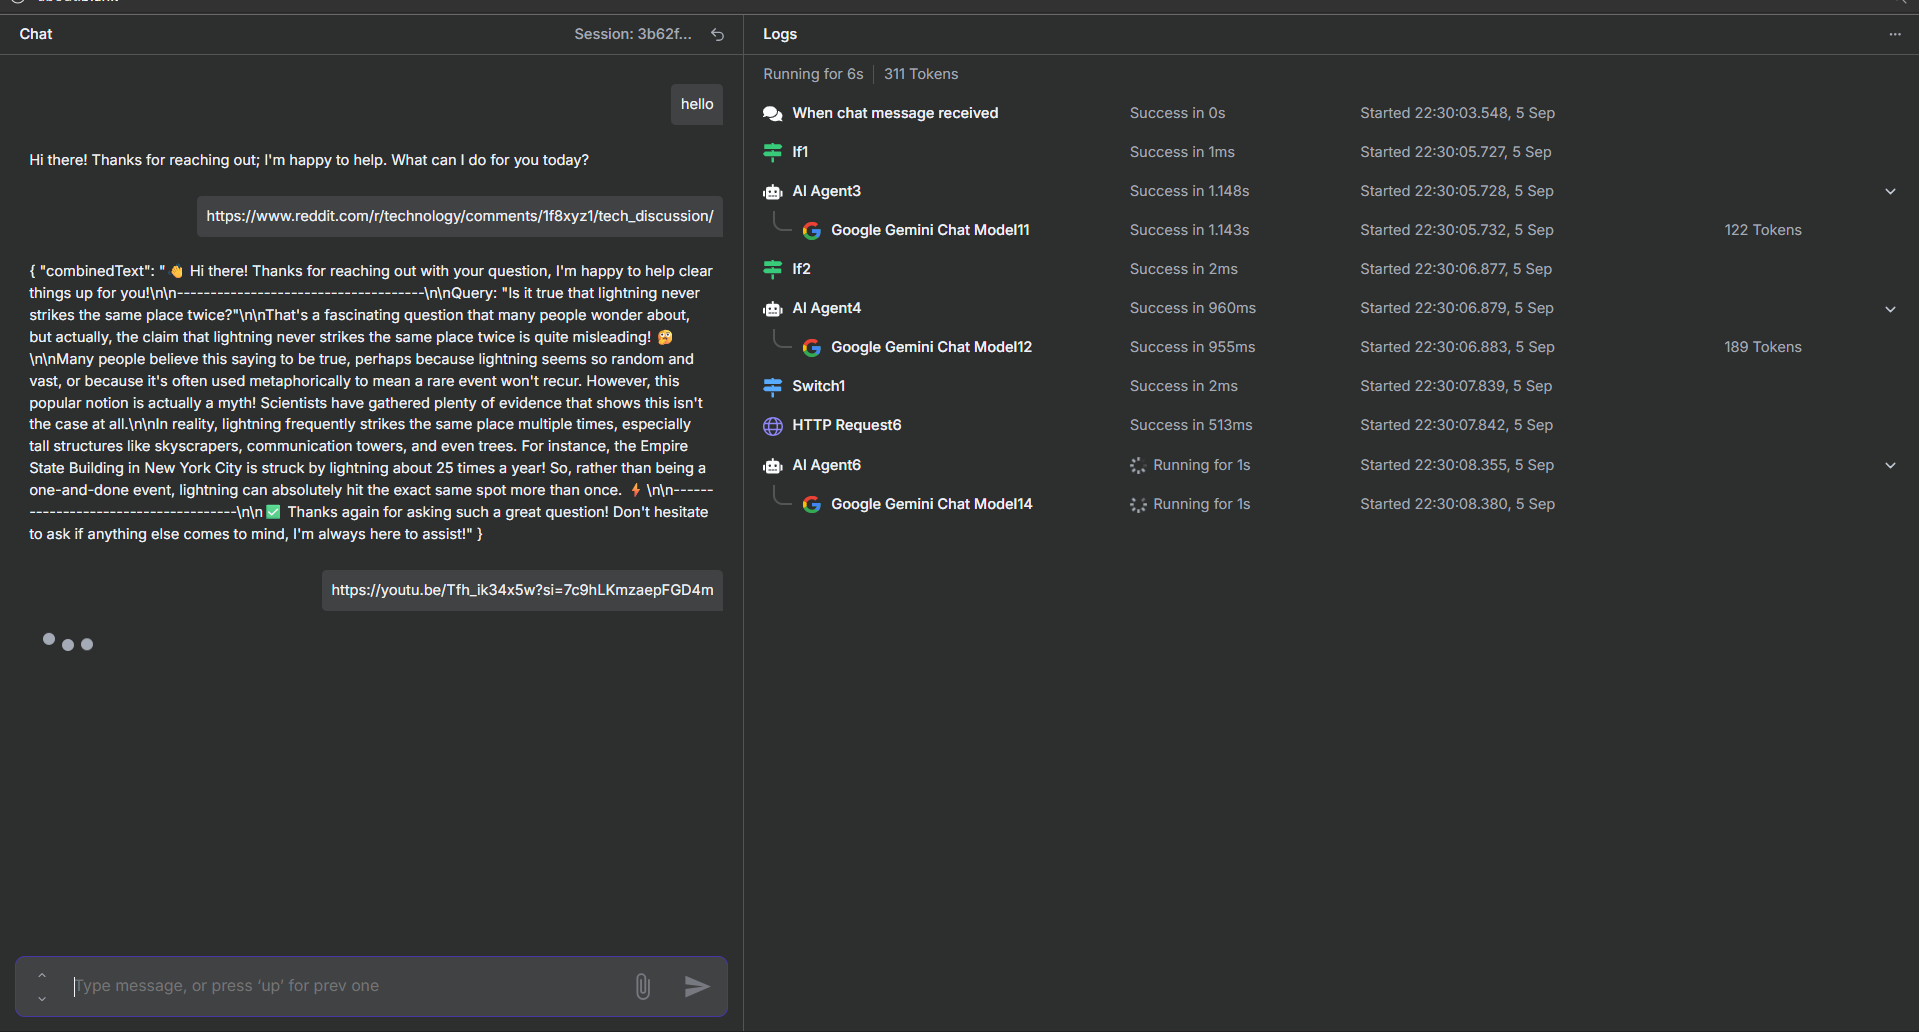 Chat
Session: 3b62f...
hello
Hi there! Thanks for reaching out; I'm happy to help. What can I do for you today?
https://www.reddit.com/r/technology/comments/1f8xyz1/tech_discussion/
{ "combinedText": "👋 Hi there! Thanks for reaching out with your question, I'm happy to help clear
things up for you!\n\n-------------------------------------\n\nQuery: "Is it true that lightning never
strikes the same place twice?"\n\nThat's a fascinating question that many people wonder about,
but actually, the claim that lightning never strikes the same place twice is quite misleading! 🤔
\n\nMany people believe this saying to be true, perhaps because lightning seems so random and
vast, or because it's often used metaphorically to mean a rare event won't recur. However, this
popular notion is actually a myth! Scientists have gathered plenty of evidence that shows this isn't
the case at all.\n\nIn reality, lightning frequently strikes the same place multiple times, especially
tall structures like skyscrapers, communication towers, and even trees. For instance, the Empire
State Building in New York City is struck by lightning about 25 times a year! So, rather than being a
one-and-done event, lightning can absolutely hit the exact same spot more than once. ⚡ \n\n------
-------------------------------\n\n ✅ Thanks again for asking such a great question! Don't hesitate
to ask if anything else comes to mind, I'm always here to assist!" }
https://youtu.be/Tfh_ik34x5w?si=7c9hLKmzaepFGD4m
Type message, or press 'up' for prev one
Logs
Running for 6s | 311 Tokens
When chat message received Success in 0s Started 22:30:03.548, 5 Sep
If1 Success in 1ms Started 22:30:05.727, 5 Sep
AI Agent3 Success in 1.148s Started 22:30:05.728, 5 Sep
Google Gemini Chat Model11 Success in 1.143s Started 22:30:05.732, 5 Sep 122 Tokens
If2 Success in 2ms Started 22:30:06.877, 5 Sep
AI Agent4 Success in 960ms Started 22:30:06.879, 5 Sep
Google Gemini Chat Model12 Success in 955ms Started 22:30:06.883, 5 Sep 189 Tokens
Switch1 Success in 2ms Started 22:30:07.839, 5 Sep
HTTP Request6 Success in 513ms Started 22:30:07.842, 5 Sep
AI Agent6 Running for 1s Started 22:30:08.355, 5 Sep
Google Gemini Chat Model14 Running for 1s Started 22:30:08.380, 5 Sep